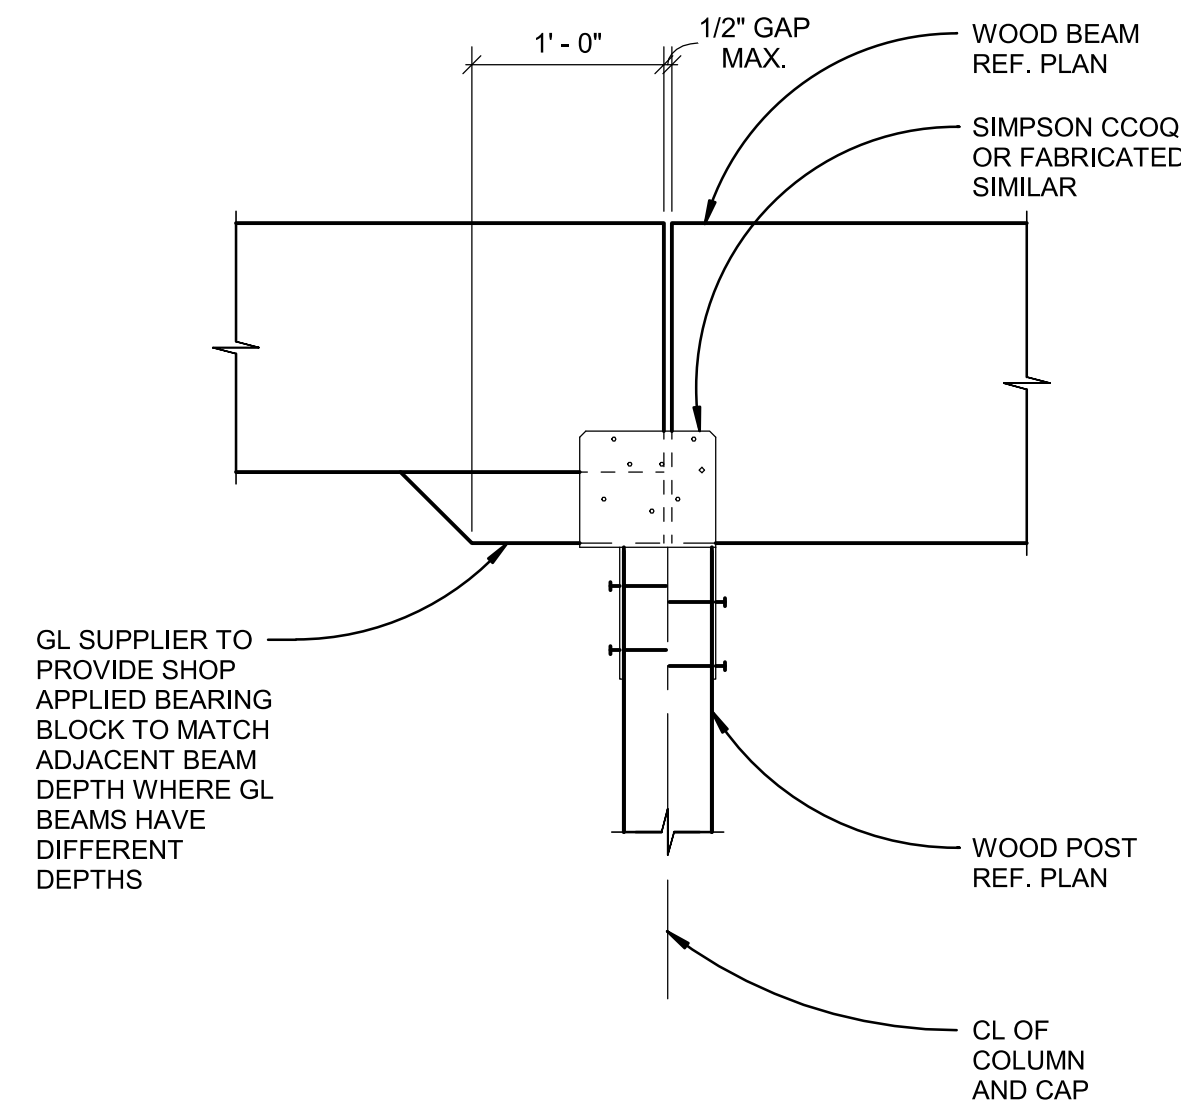 1' - 0"
1/2" GAP
MAX.
WOOD BEAM
REF. PLAN
SIMPSON CCOQ
OR FABRICATED
SIMILAR
GL SUPPLIER TO
PROVIDE SHOP
APPLIED BEARING
BLOCK TO MATCH
ADJACENT BEAM
DEPTH WHERE GL
BEAMS HAVE
DIFFERENT
DEPTHS
WOOD POST
REF. PLAN
CL OF
COLUMN
AND CAP